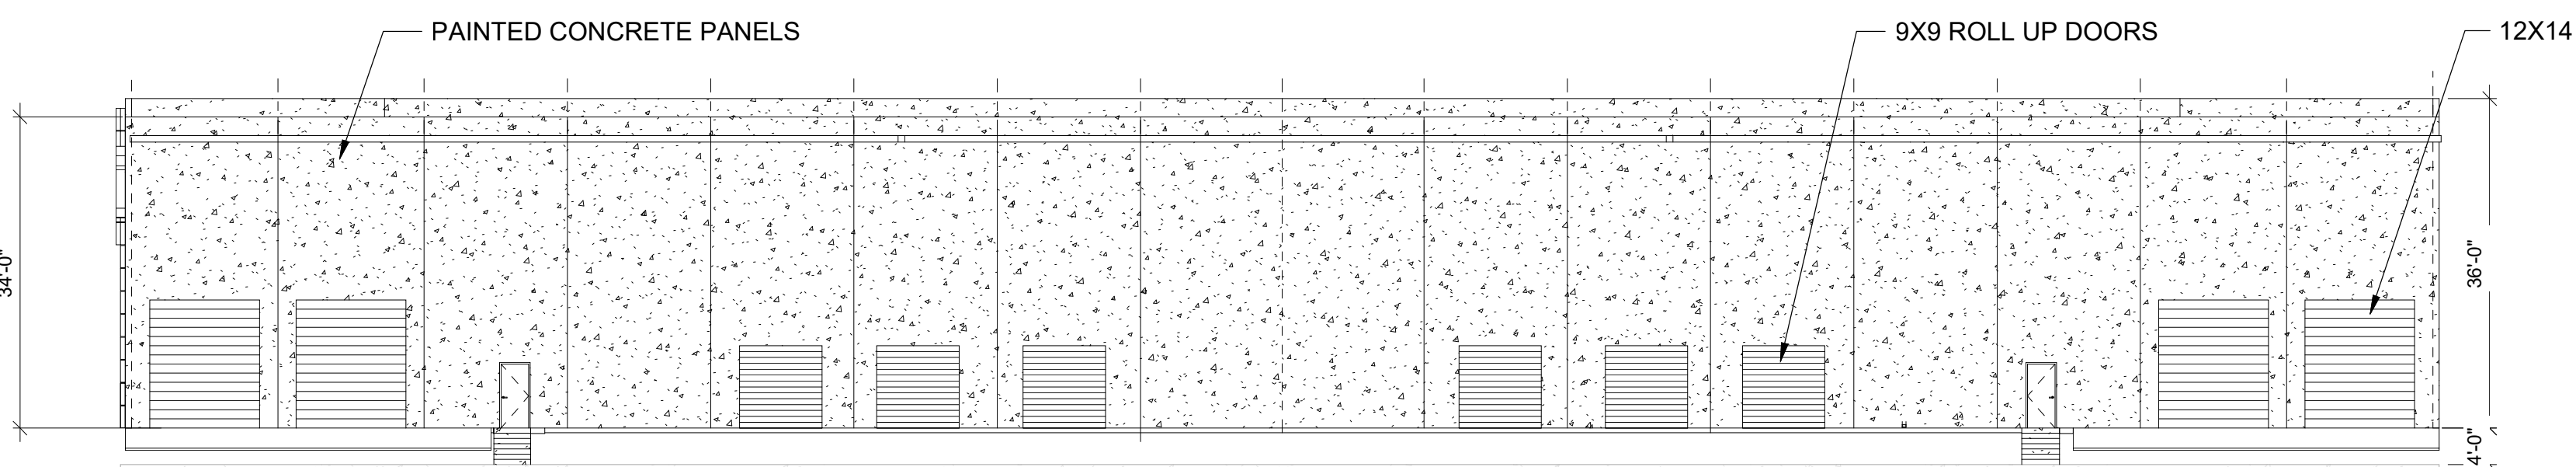 PAINTED CONCRETE PANELS
9X9 ROLL UP DOORS
12X14
34'-0"
36'-0"
4'-0"